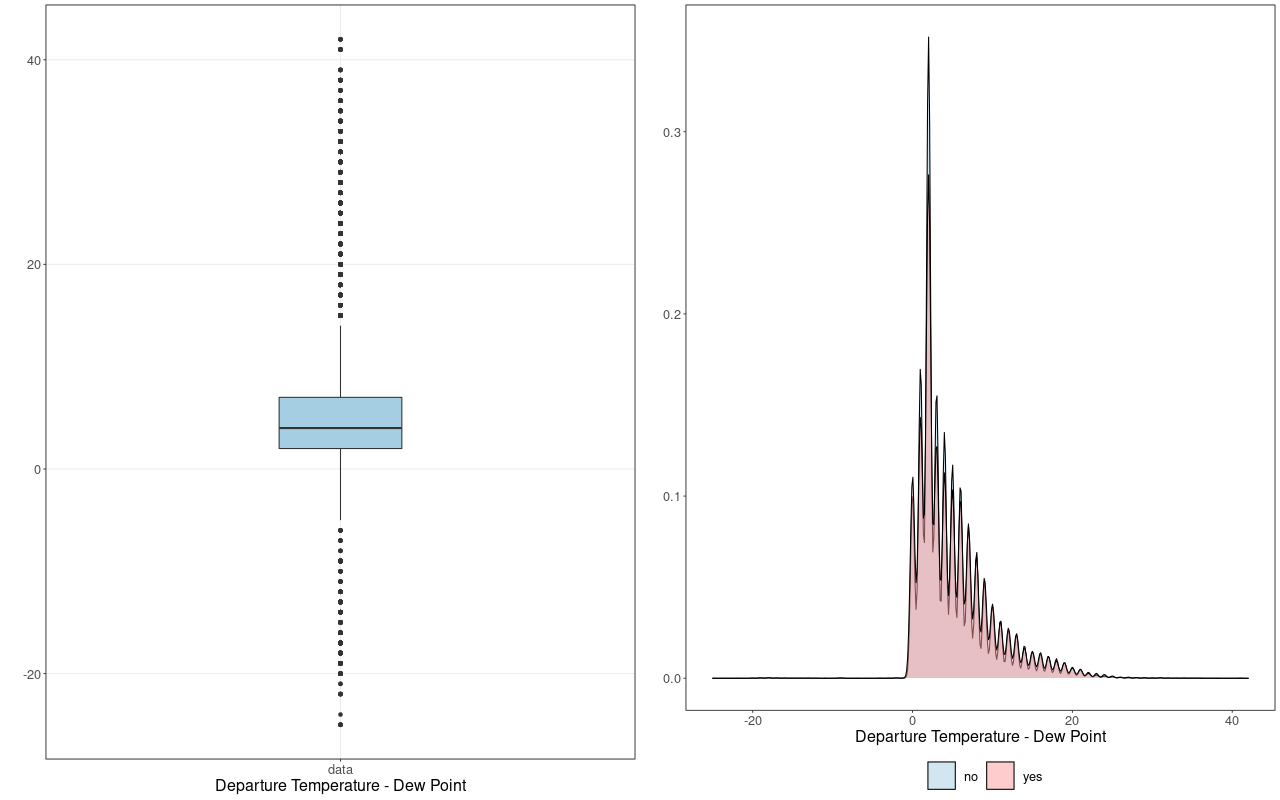 40
20
0
-20
data
Departure Temperature - Dew Point
0.3
0.2
0.1
0.0
-20 0 20 40
Departure Temperature - Dew Point
no yes